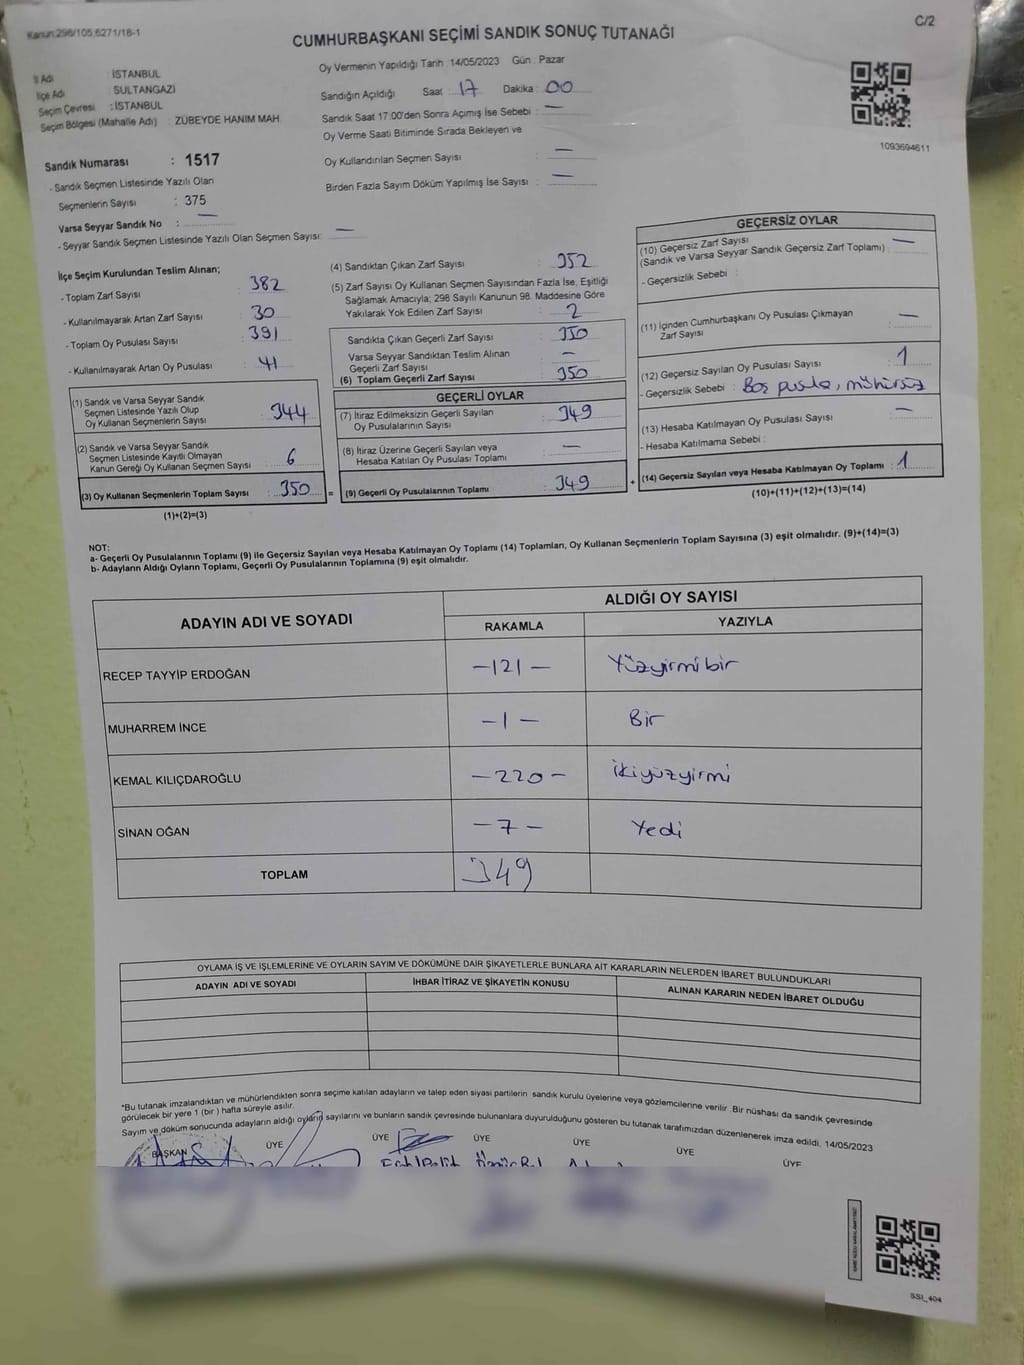 Kanun:298/105,6271/18-1
C/2
CUMHURBAŞKANI SEÇİMİ SANDIK SONUÇ TUTANAĞI
İl Adı : İSTANBUL
İlçe Adı : SULTANGAZİ
Seçim Çevresi : İSTANBUL
Seçim Bölgesi (Mahalle Adı) : ZÜBEYDE HANIM MAH.
Sandık Numarası : 1517
- Sandık Seçmen Listesinde Yazılı Olan
Seçmenlerin Sayısı : 375
Varsa Seyyar Sandık No : —
- Seyyar Sandık Seçmen Listesinde Yazılı Olan Seçmen Sayısı: —
Oy Vermenin Yapıldığı Tarih : 14/05/2023 Gün : Pazar
Sandığın Açıldığı Saat : 17 Dakika : 00
Sandık Saat 17:00'den Sonra Açımış İse Sebebi : —
Oy Verme Saati Bitiminde Sırada Bekleyen ve
Oy Kullandırılan Seçmen Sayısı : —
Birden Fazla Sayım Döküm Yapılmış İse Sayısı : —
1093694611
İlçe Seçim Kurulundan Teslim Alınan;
- Toplam Zarf Sayısı : 382
- Kullanılmayarak Artan Zarf Sayısı : 30
- Toplam Oy Pusulası Sayısı : 391
- Kullanılmayarak Artan Oy Pusulası : 41
(1) Sandık ve Varsa Seyyar Sandık
Seçmen Listesinde Yazılı Olup
Oy Kullanan Seçmenlerin Sayısı : 344
(2) Sandık ve Varsa Seyyar Sandık
Seçmen Listesinde Kayıtlı Olmayan
Kanun Gereği Oy Kullanan Seçmen Sayısı : 6
(3) Oy Kullanan Seçmenlerin Toplam Sayısı : 350 =
(1)+(2)=(3)
(4) Sandıktan Çıkan Zarf Sayısı : 352
(5) Zarf Sayısı Oy Kullanan Seçmen Sayısından Fazla İse, Eşitliği
Sağlamak Amacıyla; 298 Sayılı Kanunun 98. Maddesine Göre
Yakılarak Yok Edilen Zarf Sayısı : 2
Sandıkta Çıkan Geçerli Zarf Sayısı : 350
Varsa Seyyar Sandıktan Teslim Alınan
Geçerli Zarf Sayısı : —
(6) Toplam Geçerli Zarf Sayısı : 350
GEÇERLİ OYLAR
(7) İtiraz Edilmeksizin Geçerli Sayılan
Oy Pusulalarının Sayısı : 349
(8) İtiraz Üzerine Geçerli Sayılan veya
Hesaba Katılan Oy Pusulası Toplamı : —
(9) Geçerli Oy Pusulalarının Toplamı : 349 +
GEÇERSİZ OYLAR
(10) Geçersiz Zarf Sayısı
(Sandık ve Varsa Seyyar Sandık Geçersiz Zarf Toplamı) : —
- Geçersizlik Sebebi :
(11) İçinden Cumhurbaşkanı Oy Pusulası Çıkmayan
Zarf Sayısı : —
(12) Geçersiz Sayılan Oy Pusulası Sayısı : 1
- Geçersizlik Sebebi : Boş pusula, mühürsüz
(13) Hesaba Katılmayan Oy Pusulası Sayısı : —
- Hesaba Katılmama Sebebi :
(14) Geçersiz Sayılan veya Hesaba Katılmayan Oy Toplamı : 1
(10)+(11)+(12)+(13)=(14)
NOT:
a- Geçerli Oy Pusulalarının Toplamı (9) ile Geçersiz Sayılan veya Hesaba Katılmayan Oy Toplamı (14) Toplamları, Oy Kullanan Seçmenlerin Toplam Sayısına (3) eşit olmalıdır. (9)+(14)=(3)
b- Adayların Aldığı Oyların Toplamı, Geçerli Oy Pusulalarının Toplamına (9) eşit olmalıdır.
ADAYIN ADI VE SOYADI
ALDIĞI OY SAYISI
RAKAMLA YAZIYLA
RECEP TAYYİP ERDOĞAN -121- Yüzyirmibir
MUHARREM İNCE -1- Bir
KEMAL KILIÇDAROĞLU -220- ikiyüzyirmi
SİNAN OĞAN -7- Yedi
TOPLAM 349
OYLAMA İŞ VE İŞLEMLERİNE VE OYLARIN SAYIM VE DÖKÜMÜNE DAİR ŞİKAYETLERLE BUNLARA AİT KARARLARIN NELERDEN İBARET BULUNDUKLARI
ADAYIN ADI VE SOYADI İHBAR İTİRAZ VE ŞİKAYETİN KONUSU ALINAN KARARIN NEDEN İBARET OLDUĞU
*Bu tutanak imzalandıktan ve mühürlendikten sonra seçime katılan adayların ve talep eden siyasi partilerin sandık kurulu üyelerine veya gözlemcilerine verilir .Bir nüshası da sandık çevresinde
görülecek bir yere 1 (bir ) hafta süreyle asılır.
Sayım ve döküm sonucunda adayların aldığı oyların sayılarını ve bunların sandık çevresinde bulunanlara duyurulduğunu gösteren bu tutanak tarafımızdan düzenlenerek imza edildi. 14/05/2023
BAŞKAN ÜYE ÜYE ÜYE ÜYE ÜYE ÜYE
SSI_404